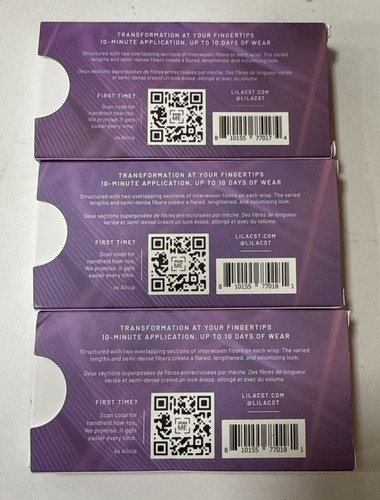 TRANSFORMATION AT YOUR FINGERTIPS
10-MINUTE APPLICATION, UP TO 10 DAYS OF WEAR
Structured with two overlapping sections of interwoven fibers on each wisp. The varied
lengths and semi-dense fibers create a flared, lengthened, and volumizing look.
Deux sections superposées de fibres entrecroisées par mèche. Des fibres de longueur variée
et semi-dense créant un look évasé, allongé et avec du volume.
FIRST TIME?
Scan code for
handheld how-tos.
We promise, it gets
easier every time.
xx Alicia
SCAN
ME
LILACST.COM
@LILACST
8 10155 77017 4
TRANSFORMATION AT YOUR FINGERTIPS
10-MINUTE APPLICATION, UP TO 10 DAYS OF WEAR
Structured with two overlapping sections of interwoven fibers on each wisp. The varied
lengths and semi-dense fibers create a flared, lengthened, and volumizing look.
Deux sections superposées de fibres entrecroisées par mèche. Des fibres de longueur
variée et semi-dense créant un look évasé, allongé et avec du volume.
FIRST TIME?
Scan code for
handheld how-tos.
We promise, it gets
easier every time.
xx Alicia
SCAN
ME
LILACST.COM
@LILACST
8 10155 77018 1
TRANSFORMATION AT YOUR FINGERTIPS
10-MINUTE APPLICATION, UP TO 10 DAYS OF WEAR
Structured with two overlapping sections of interwoven fibers on each wisp. The varied
lengths and semi-dense fibers create a flared, lengthened, and volumizing look.
Deux sections superposées de fibres entrecroisées par mèche. Des fibres de longueur
variée et semi-dense créant un look évasé, allongé et avec du volume.
FIRST TIME?
Scan code for
handheld how-tos.
We promise, it gets
easier every time.
xx Alicia
SCAN
ME
LILACST.COM
@LILACST
8 10155 77018 1